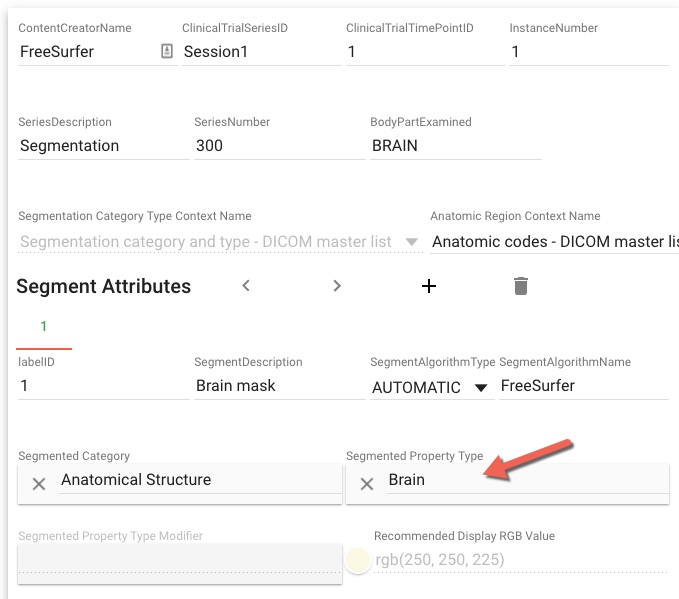 ContentCreatorName ClinicalTrialSeriesID ClinicalTrialTimePointID InstanceNumber
FreeSurfer Session1 1 1
SeriesDescription SeriesNumber BodyPartExamined
Segmentation 300 BRAIN
Segmentation Category Type Context Name Anatomic Region Context Name
Segmentation category and type - DICOM master list Anatomic codes - DICOM master lis
Segment Attributes
1
labelID SegmentDescription SegmentAlgorithmType SegmentAlgorithmName
1 Brain mask AUTOMATIC FreeSurfer
Segmented Category Segmented Property Type
Anatomical Structure Brain
Segmented Property Type Modifier Recommended Display RGB Value
rgb(250, 250, 225)